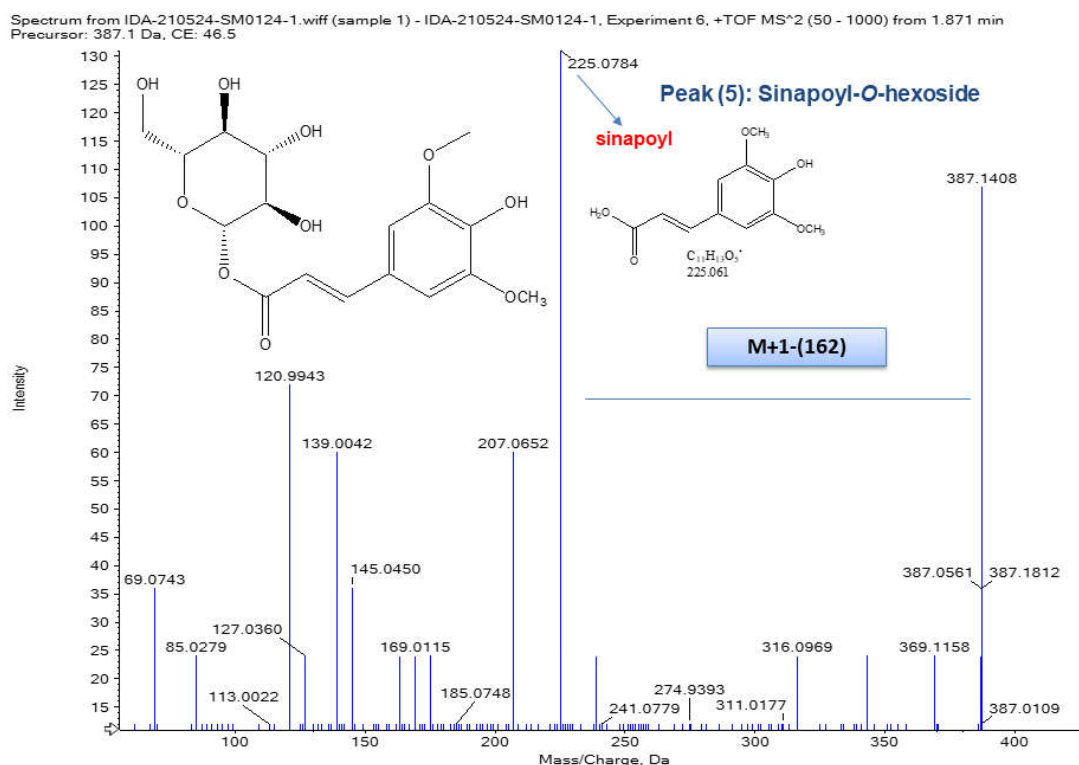 Spectrum from IDA-210524-SM0124-1.wiff (sample 1) - IDA-210524-SM0124-1, Experiment 6, +TOF MS^2 (50 - 1000) from 1.871 min
Precursor: 387.1 Da, CE: 46.5
Intensity
130
125
120
115
110
105
100
95
90
85
80
75
70
65
60
55
50
45
40
35
30
25
20
15
OH
OH
OH
O
OH
O
O
O
OH
OCH3
225.0784
Peak (5): Sinapoyl-O-hexoside
sinapoyl
OCH3
OH
OCH3
H2O
O
C11H13O5+
225.061
387.1408
M+1-(162)
120.9943
139.0042
207.0652
145.0450
69.0743
387.0561
387.1812
127.0360
85.0279
169.0115
316.0969
369.1158
113.0022
185.0748
274.9393
241.0779
311.0177
387.0109
100
150
200
250
300
350
400
Mass/Charge, Da